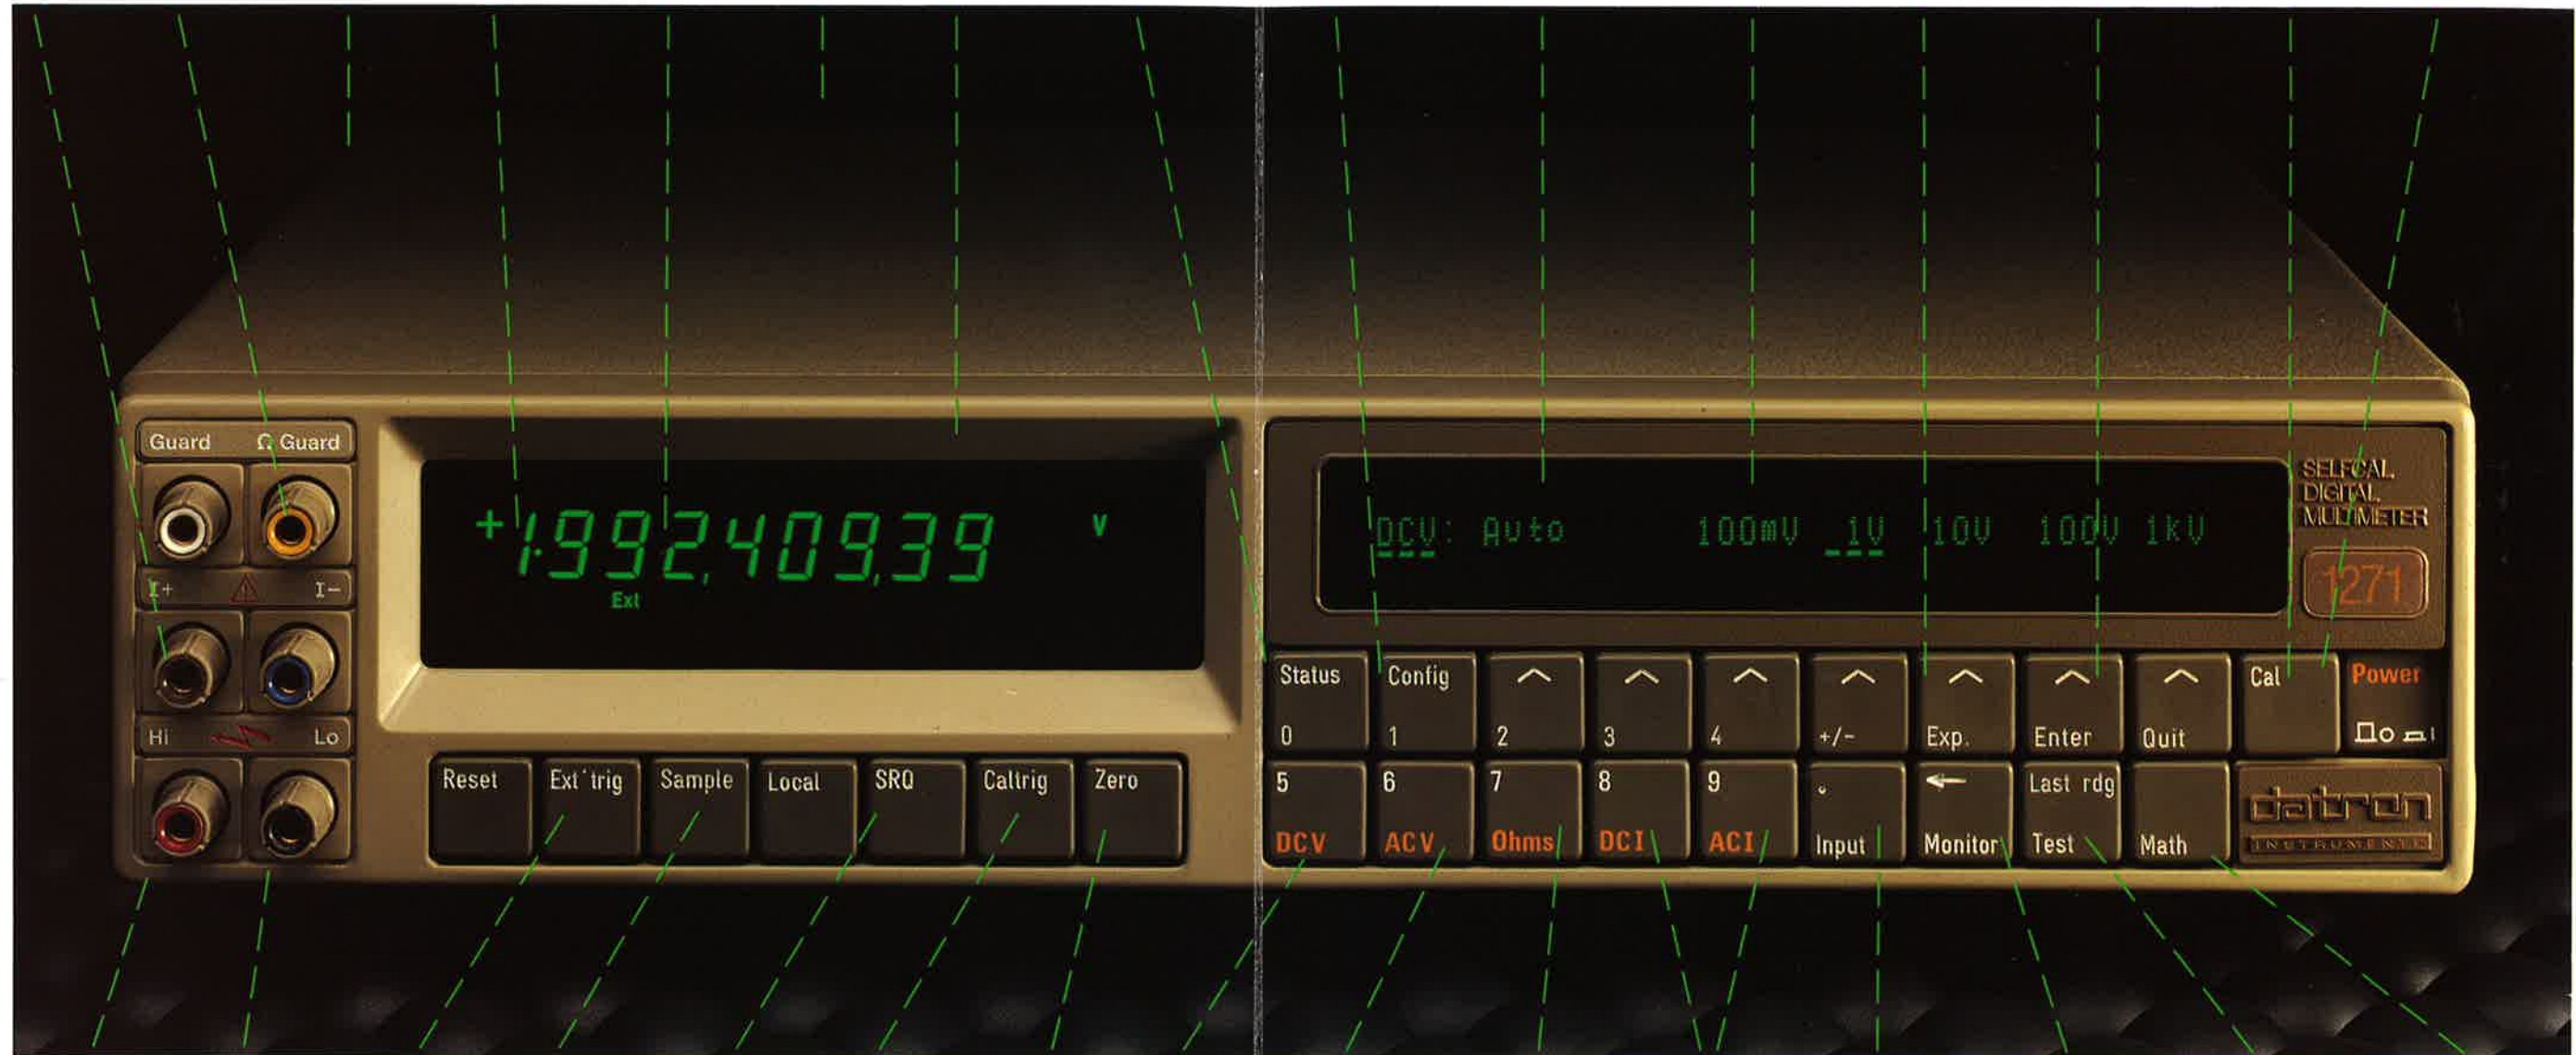 Guard Ω Guard
I+ I−
Hi Lo
+1.992,409,39 V
Ext
Reset Ext'trig Sample Local SRQ Caltrig Zero
DCV: Auto 100mV 1V 10V 100V 1kV
SELFCAL
DIGITAL
MULTIMETER
1271
Status Config Cal Power
0 1 2 3 4 +/- Exp. Enter Quit
5 6 7 8 9 . Last rdg
DCV ACV Ohms DCI ACI Input Monitor Test Math
datron
INSTRUMENTS